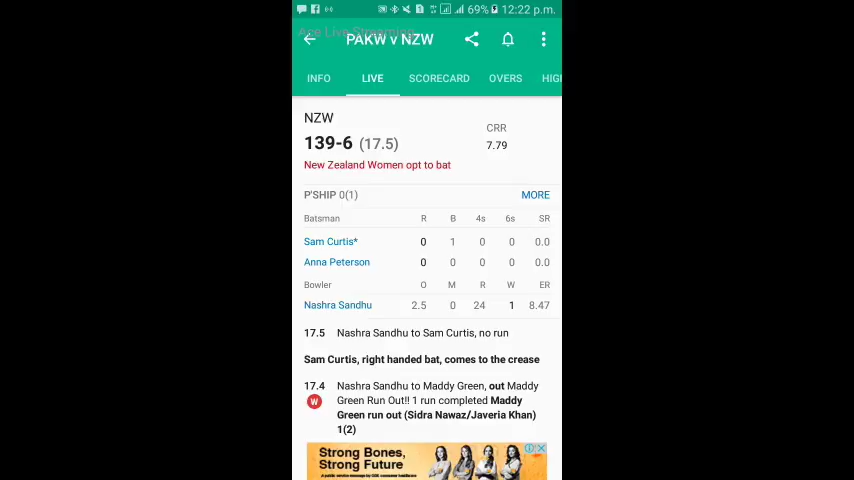 69% 12:22 p.m.
Ace Live Streaming
PAKW v NZW
INFO LIVE SCORECARD OVERS HIG
NZW
139-6 (17.5)
CRR
7.79
New Zealand Women opt to bat
P'SHIP 0(1) MORE
Batsman R B 4s 6s SR
Sam Curtis* 0 1 0 0 0.0
Anna Peterson 0 0 0 0 0.0
Bowler O M R W ER
Nashra Sandhu 2.5 0 24 1 8.47
17.5 Nashra Sandhu to Sam Curtis, no run
Sam Curtis, right handed bat, comes to the crease
17.4 Nashra Sandhu to Maddy Green, out Maddy
W Green Run Out!! 1 run completed Maddy
Green run out (Sidra Nawaz/Javeria Khan)
1(2)
Strong Bones,
Strong Future